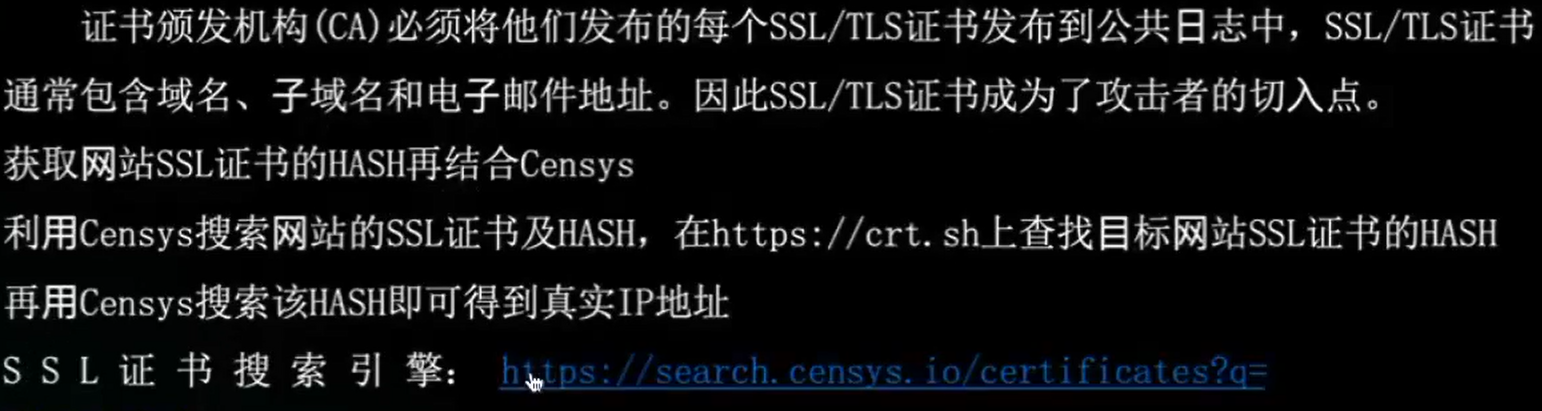 证书颁发机构(CA)必须将他们发布的每个SSL/TLS证书发布到公共日志中，SSL/TLS证书
通常包含域名、子域名和电子邮件地址。因此SSL/TLS证书成为了攻击者的切入点。
获取网站SSL证书的HASH再结合Censys
利用Censys搜索网站的SSL证书及HASH，在https://crt.sh上查找目标网站SSL证书的HASH
再用Censys搜索该HASH即可得到真实IP地址
SSL证书搜索引擎：https://search.censys.io/certificates?q=